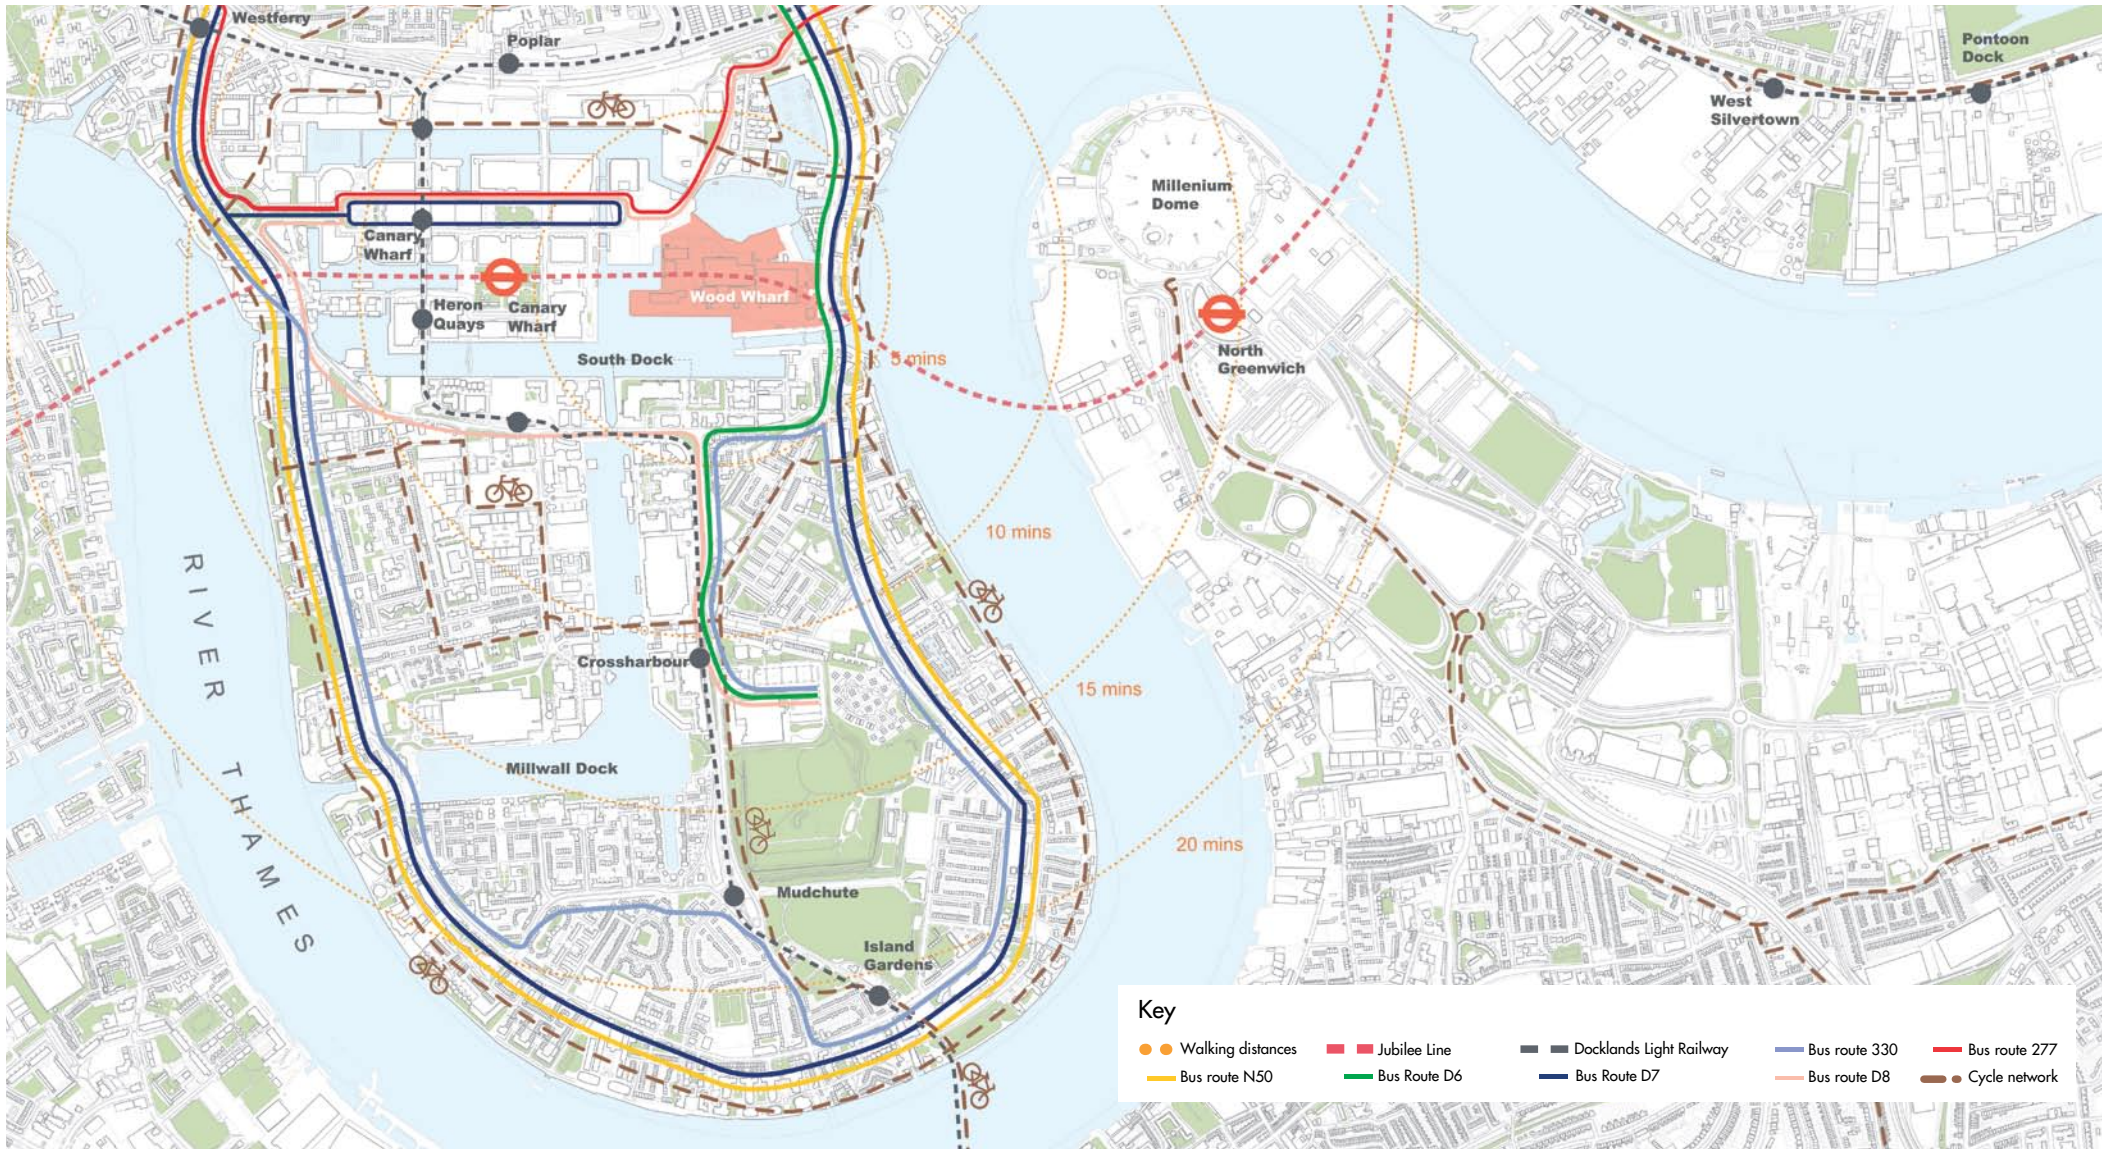 Westferry
Poplar
Pontoon
Dock
West
Silvertown
Millenium
Dome
Canary
Wharf
Wood Wharf
Heron
Quays
Canary
Wharf
North
Greenwich
South Dock
5 mins
10 mins
15 mins
20 mins
RIVER THAMES
Crossharbour
Millwall Dock
Mudchute
Island
Gardens
Key
Walking distances
Jubilee Line
Docklands Light Railway
Bus route 330
Bus route 277
Bus route N50
Bus Route D6
Bus Route D7
Bus route D8
Cycle network